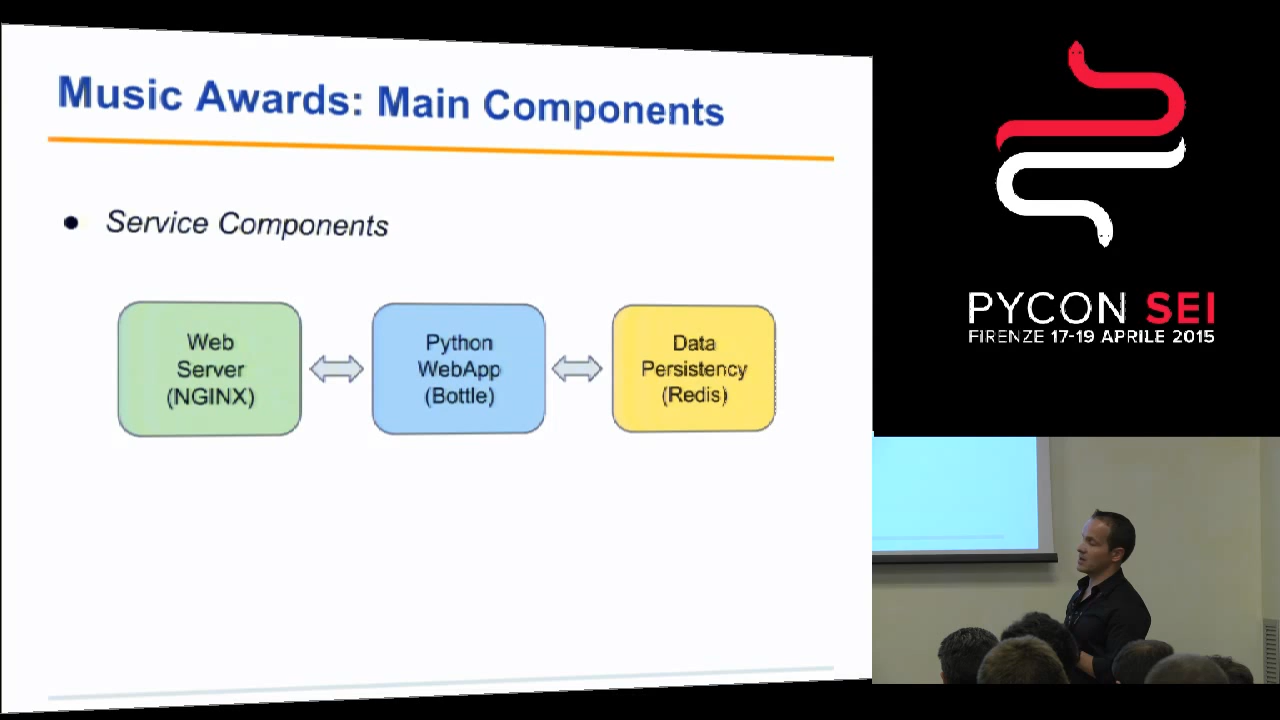 Music Awards: Main Components
● Service Components
Web
Server
(NGINX)
Python
WebApp
(Bottle)
Data
Persistency
(Redis)
PYCON SEI
FIRENZE 17-19 APRILE 2015